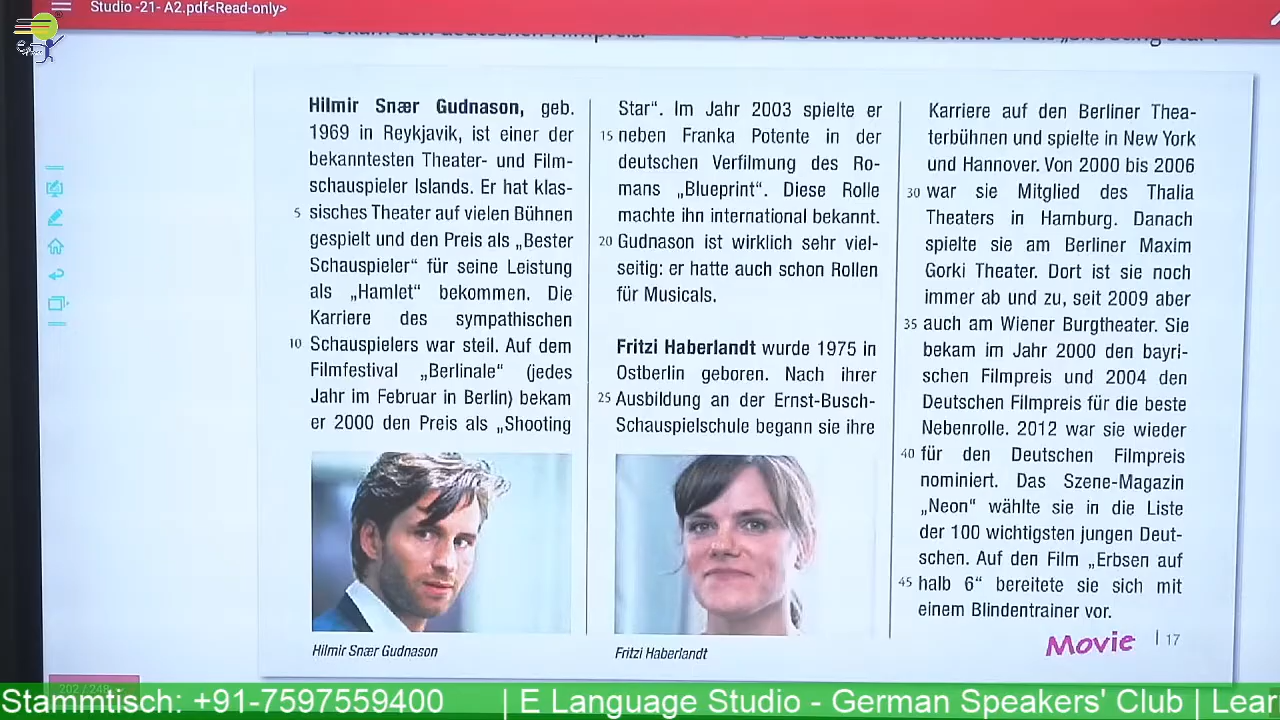 Studio -21- A2.pdf<Read-only>
Hilmir Snær Gudnason, geb.
1969 in Reykjavik, ist einer der
bekanntesten Theater- und Film-
schauspieler Islands. Er hat klas-
5 sisches Theater auf vielen Bühnen
gespielt und den Preis als „Bester
Schauspieler“ für seine Leistung
als „Hamlet“ bekommen. Die
Karriere des sympathischen
10 Schauspielers war steil. Auf dem
Filmfestival „Berlinale“ (jedes
Jahr im Februar in Berlin) bekam
er 2000 den Preis als „Shooting
Star“. Im Jahr 2003 spielte er
15 neben Franka Potente in der
deutschen Verfilmung des Ro-
mans „Blueprint“. Diese Rolle
machte ihn international bekannt.
20 Gudnason ist wirklich sehr viel-
seitig: er hatte auch schon Rollen
für Musicals.
Fritzi Haberlandt wurde 1975 in
Ostberlin geboren. Nach ihrer
25 Ausbildung an der Ernst-Busch-
Schauspielschule begann sie ihre
Karriere auf den Berliner Thea-
terbühnen und spielte in New York
und Hannover. Von 2000 bis 2006
30 war sie Mitglied des Thalia
Theaters in Hamburg. Danach
spielte sie am Berliner Maxim
Gorki Theater. Dort ist sie noch
immer ab und zu, seit 2009 aber
35 auch am Wiener Burgtheater. Sie
bekam im Jahr 2000 den bayri-
schen Filmpreis und 2004 den
Deutschen Filmpreis für die beste
Nebenrolle. 2012 war sie wieder
40 für den Deutschen Filmpreis
nominiert. Das Szene-Magazin
„Neon“ wählte sie in die Liste
der 100 wichtigsten jungen Deut-
schen. Auf den Film „Erbsen auf
45 halb 6“ bereitete sie sich mit
einem Blindentrainer vor.
Hilmir Snær Gudnason
Fritzi Haberlandt
Movie | 17
202 / 248
Stammtisch: +91-7597559400 | E Language Studio - German Speakers' Club | Lear